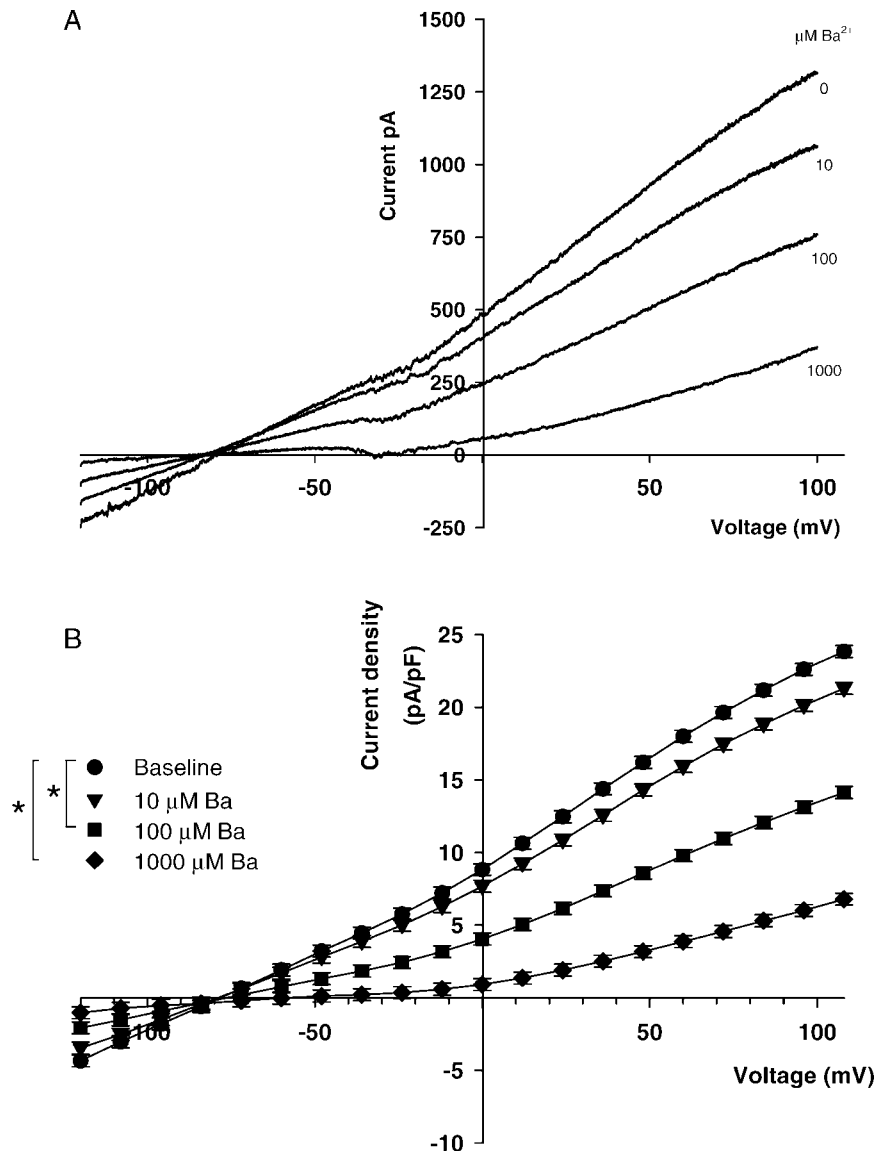 A
1500
μM Ba2+
1250
0
Current pA
1000
10
750
100
500
250
1000
0
-100
-50
50
100
-250
Voltage (mV)
B
Current density
(pA/pF)
25
20
15
10
5
* * Baseline
10 μM Ba
100 μM Ba
1000 μM Ba
-100
-50
50
100
-5
Voltage (mV)
-10